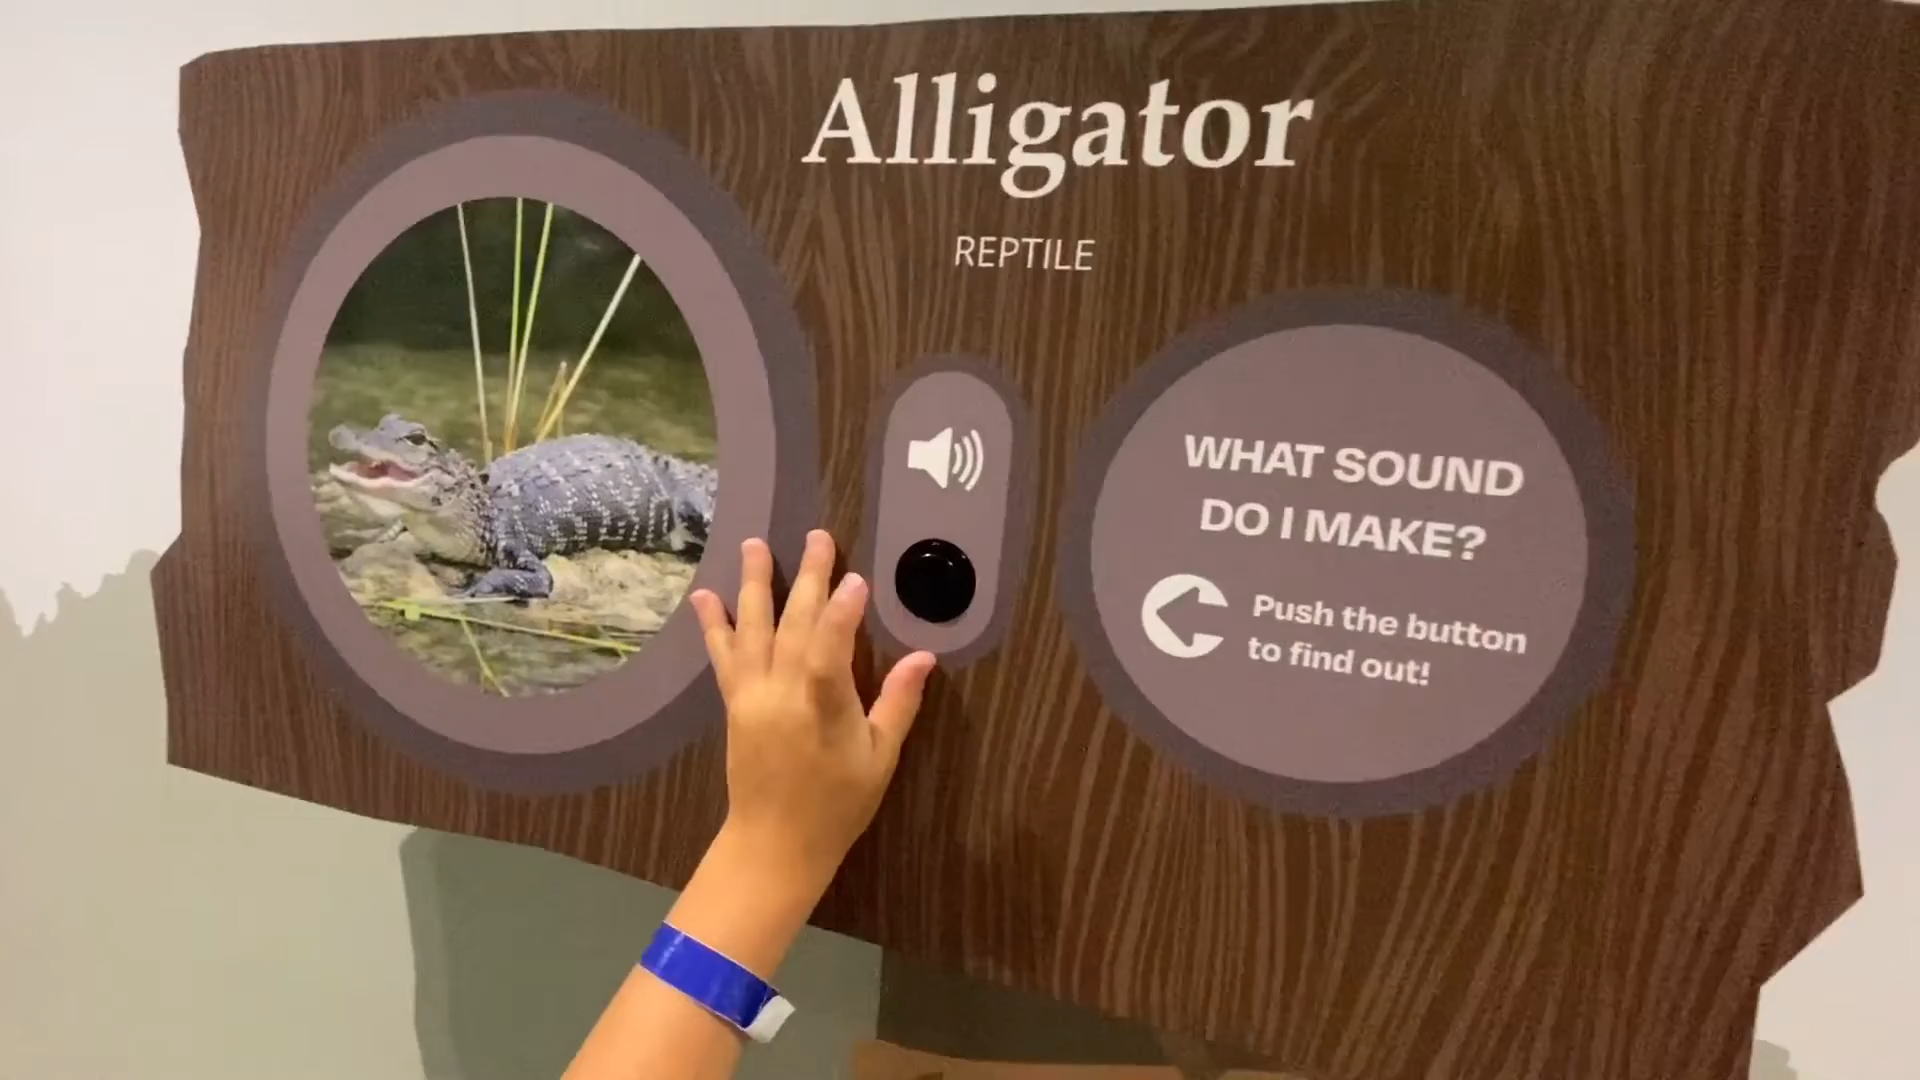 Alligator
REPTILE
WHAT SOUND
DO I MAKE?
Push the button
to find out!